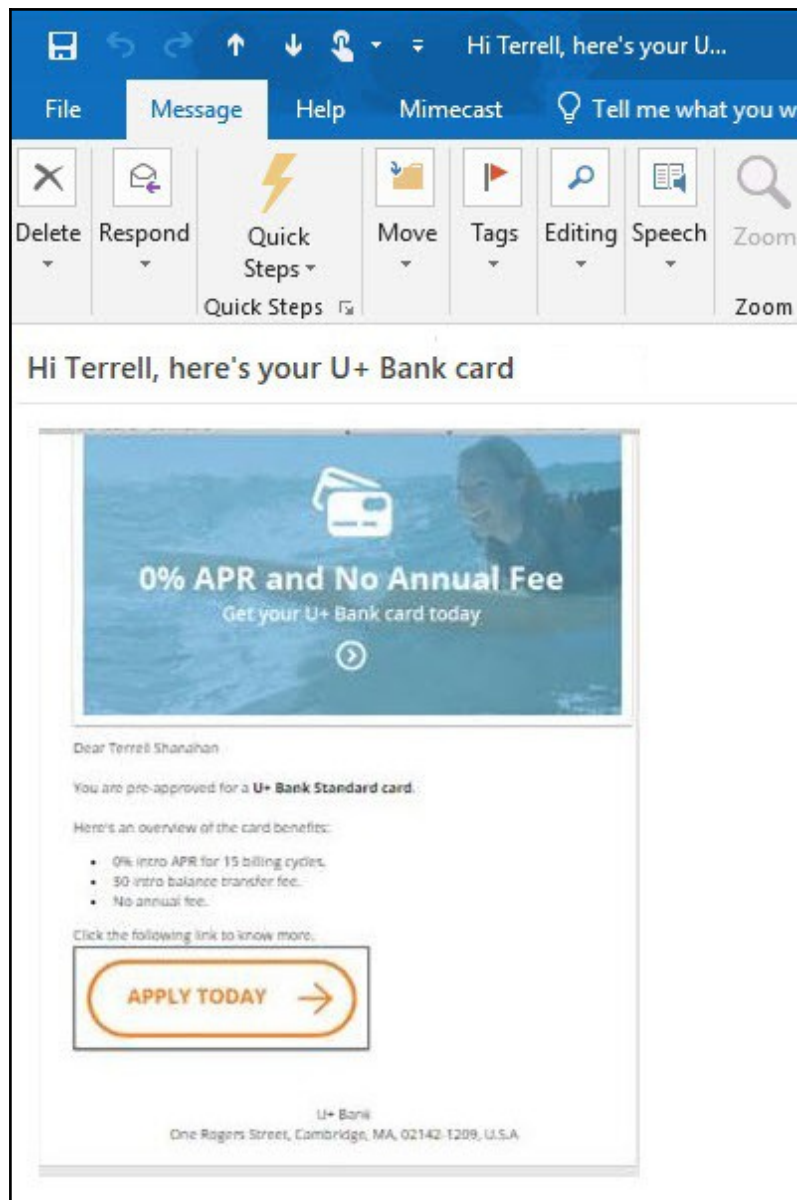 Hi Terrell, here's your U...
File Message Help Mimecast Tell me what you w
Delete Respond Quick Steps Move Tags Editing Speech Zoom
Quick Steps Zoom
Hi Terrell, here's your U+ Bank card
0% APR and No Annual Fee
Get your U+ Bank card today
Dear Terrell Shanahan
You are pre-approved for a U+ Bank Standard card.
Here's an overview of the card benefits:
• 0% intro APR for 15 billing cycles.
• $0 intro balance transfer fee.
• No annual fee.
Click the following link to know more.
APPLY TODAY
U+ Bank
One Rogers Street, Cambridge, MA, 02142-1209, U.S.A